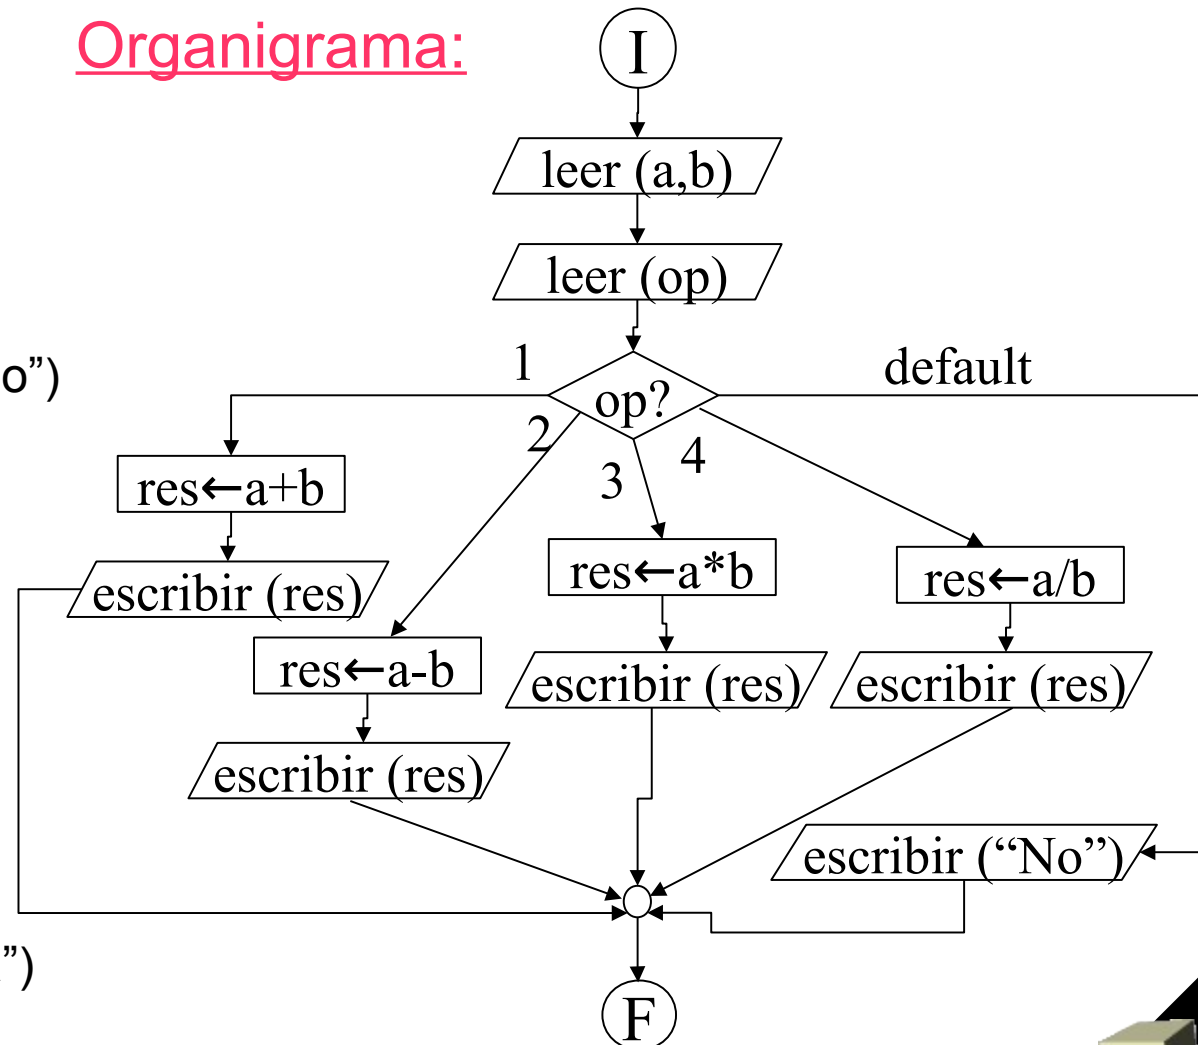 Organigrama:
I
leer (a,b)
leer (op)
o”)
1
default
op?
2
3
4
res←a+b
res←a*b
res←a/b
escribir (res)
res←a-b
escribir (res)
escribir (res)
escribir (res)
escribir (“No”)
”)
F